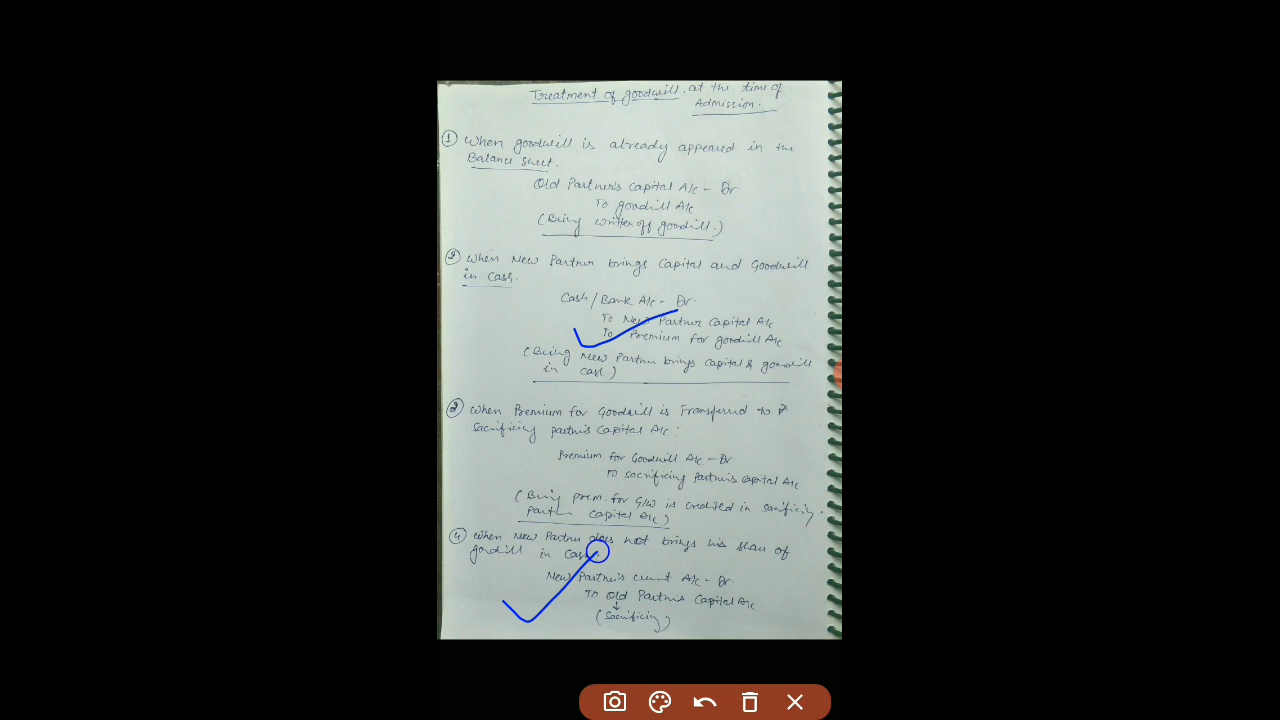 Treatment of goodwill at the time of
Admission.
① When goodwill is already appeared in the
Balance Sheet.
Old Partner's Capital A/c - Dr
To goodwill A/c
(Being written off goodwill.)
② When New Partner brings Capital and Goodwill
in Cash.
Cash/Bank A/c - Dr.
To New Partner Capital A/c
To Premium for goodwill A/c
(Being New Partner brings Capital & goodwill
in cash.)
③ When Premium for Goodwill is Transferred to
Sacrificing partner's Capital A/c :
Premium for Goodwill A/c - Dr
To sacrificing Partner's Capital A/c
(Being prem. for G/W is credited in sacrificing
Partner Capital A/c)
④ When New Partner does not brings his share of
goodwill in Cash.
New Partner's current A/c - Dr.
To Old Partner's Capital A/c
(Sacrificing)